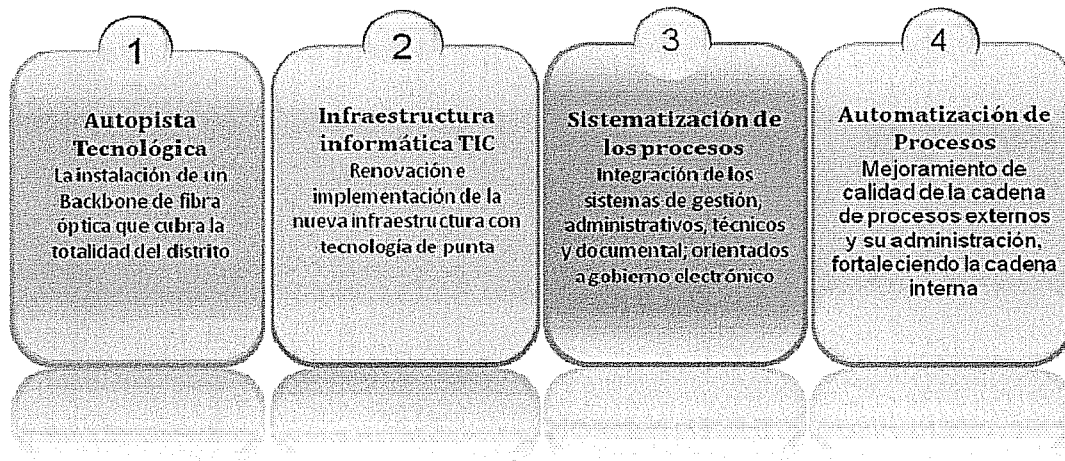 1
Autopista
Tecnológica
La instalación de un
Backbone de fibra
óptica que cubra la
totalidad del distrito
2
Infraestructura
informática TIC
Renovación e
implementación de la
nueva infraestructura con
tecnología de punta
3
Sistematización de
los procesos
Integración de los
sistemas de gestión,
administrativos, técnicos
y documental; orientados
a gobierno electrónico
4
Automatización de
Procesos
Mejoramiento de
calidad de la cadena
de procesos externos
y su administración,
fortaleciendo la cadena
interna